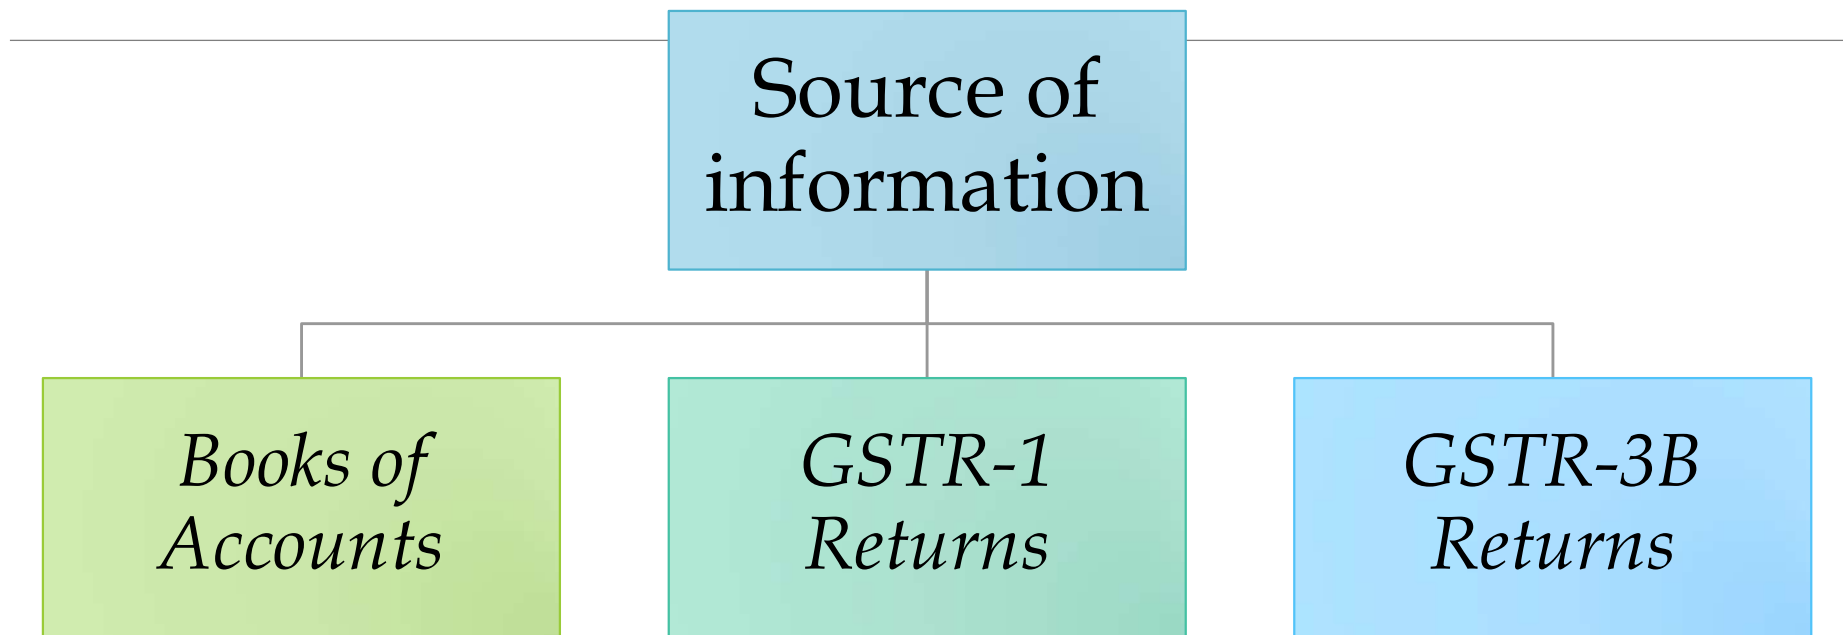 Source of
information
Books of
Accounts
GSTR-1
Returns
GSTR-3B
Returns